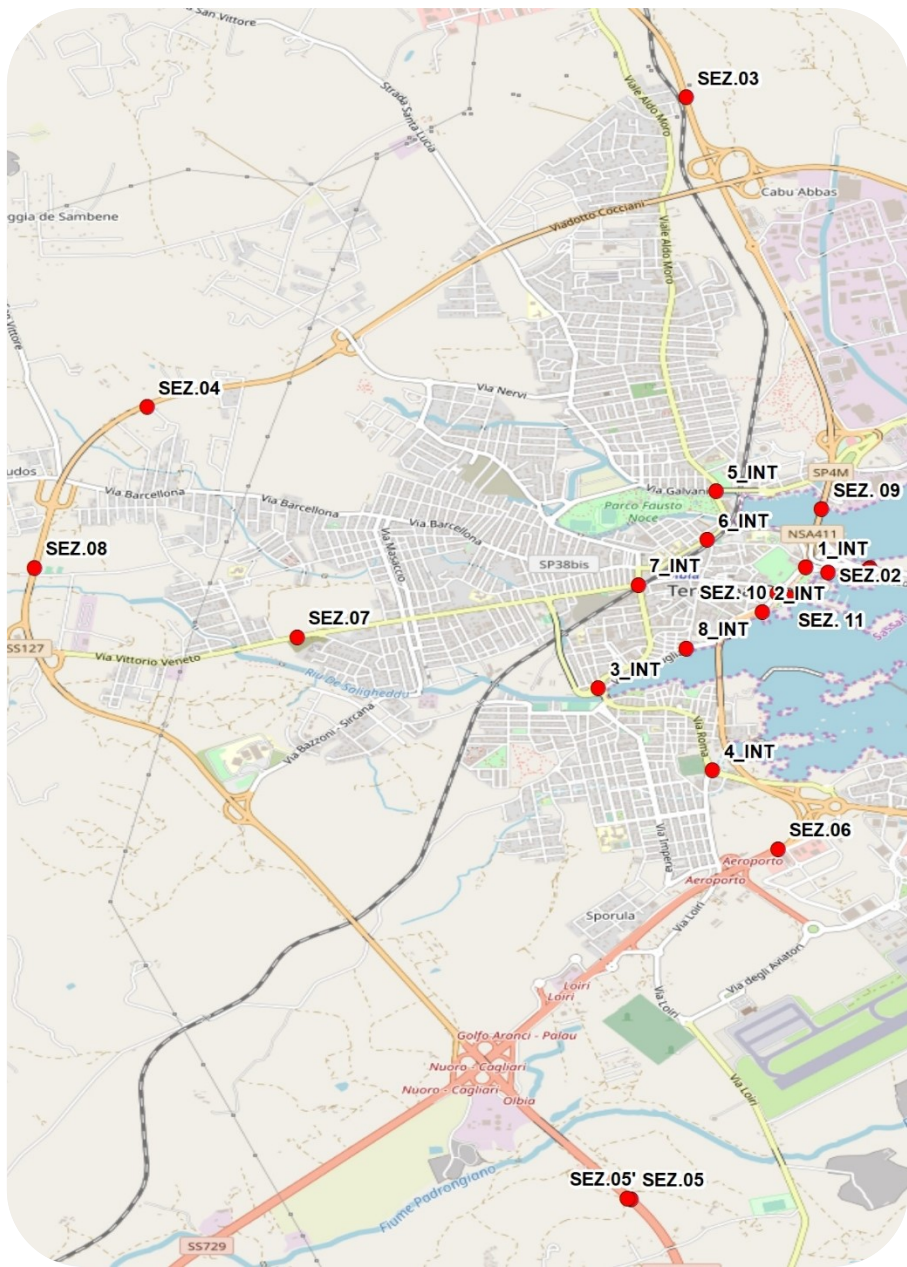 San Vittore
SEZ.03
Viale Aldo Moro
Strada Santa Lucia
Cabu Abbas
ggia de Sambene
Viadotto Cocciani
Viale Aldo Moro
SEZ.04
Via Nervi
SP4M
udos
Via Barcellona
Via Barcellona
Via Galvani
5_INT
SEZ. 09
Parco Fausto
Noce
Via Barcellona
6_INT
NSA411
Via Masaccio
SP38bis
7_INT
1_INT
SEZ.08
SEZ.02
Ter
SEZ. 10
2_INT
SEZ. 11
SEZ.07
8_INT
SS127
Via Vittorio Veneto
3_INT
Riu De Seligheddu
Via Roma
Via Bazzoni - Sircana
4_INT
SEZ.06
Via Imperia
Aeroporto
Aeroporto
Sporula
Via Loiri
Via degli Aviatori
Loiri
Loiri
Via Loiri
Golfo Aranci - Palau
Nuoro - Cagliari
Nuoro - Cagliari
Olbia
Via Loiri
SEZ.05'
SEZ.05
Fiume Padrongiano
SS729